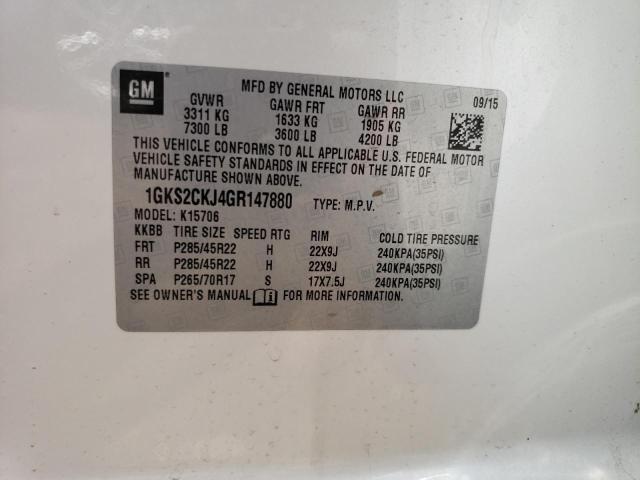 GM
MFD BY GENERAL MOTORS LLC 09/15
GVWR GAWR FRT GAWR RR
3311 KG 1633 KG 1905 KG
7300 LB 3600 LB 4200 LB
THIS VEHICLE CONFORMS TO ALL APPLICABLE U.S. FEDERAL MOTOR
VEHICLE SAFETY STANDARDS IN EFFECT ON THE DATE OF
MANUFACTURE SHOWN ABOVE.
1GKS2CKJ4GR147880 TYPE: M.P.V.
MODEL: K15706
KKBB TIRE SIZE SPEED RTG RIM COLD TIRE PRESSURE
FRT P285/45R22 H 22X9J 240KPA(35PSI)
RR P285/45R22 H 22X9J 240KPA(35PSI)
SPA P265/70R17 S 17X7.5J 240KPA(35PSI)
SEE OWNER'S MANUAL FOR MORE INFORMATION.